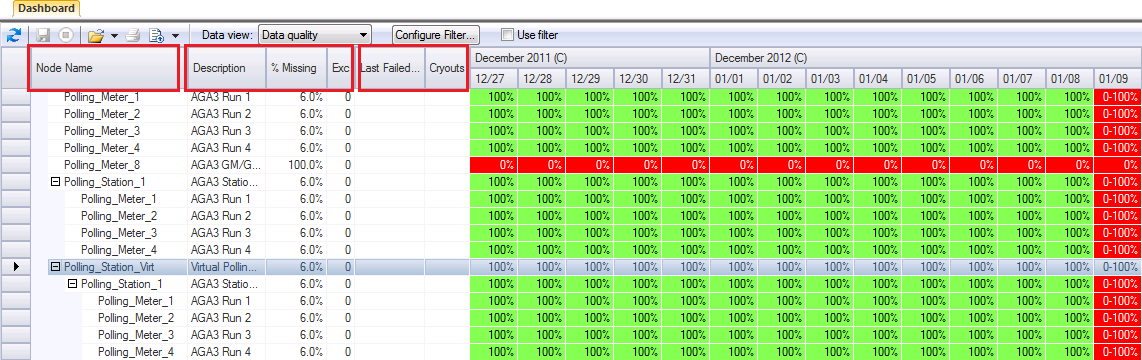 Dashboard
Data view: Data quality Configure Filter... Use filter
Node Name Description % Missing Exc Last Failed... Cryouts December 2011 (C) December 2012 (C)
12/27 12/28 12/29 12/30 12/31 01/01 01/02 01/03 01/04 01/05 01/06 01/07 01/08 01/09
Polling_Meter_1 AGA3 Run 1 6.0% 0 100% 100% 100% 100% 100% 100% 100% 100% 100% 100% 100% 100% 100% 0-100%
Polling_Meter_2 AGA3 Run 2 6.0% 0 100% 100% 100% 100% 100% 100% 100% 100% 100% 100% 100% 100% 100% 0-100%
Polling_Meter_3 AGA3 Run 3 6.0% 0 100% 100% 100% 100% 100% 100% 100% 100% 100% 100% 100% 100% 100% 0-100%
Polling_Meter_4 AGA3 Run 4 6.0% 0 100% 100% 100% 100% 100% 100% 100% 100% 100% 100% 100% 100% 100% 0-100%
Polling_Meter_8 AGA3 GM/G... 100.0% 0 0% 0% 0% 0% 0% 0% 0% 0% 0% 0% 0% 0% 0% 0%
Polling_Station_1 AGA3 Statio... 6.0% 0 100% 100% 100% 100% 100% 100% 100% 100% 100% 100% 100% 100% 100% 0-100%
Polling_Meter_1 AGA3 Run 1 6.0% 0 100% 100% 100% 100% 100% 100% 100% 100% 100% 100% 100% 100% 100% 0-100%
Polling_Meter_2 AGA3 Run 2 6.0% 0 100% 100% 100% 100% 100% 100% 100% 100% 100% 100% 100% 100% 100% 0-100%
Polling_Meter_3 AGA3 Run 3 6.0% 0 100% 100% 100% 100% 100% 100% 100% 100% 100% 100% 100% 100% 100% 0-100%
Polling_Meter_4 AGA3 Run 4 6.0% 0 100% 100% 100% 100% 100% 100% 100% 100% 100% 100% 100% 100% 100% 0-100%
Polling_Station_Virt Virtual Pollin... 6.0% 0 100% 100% 100% 100% 100% 100% 100% 100% 100% 100% 100% 100% 100% 0-100%
Polling_Station_1 AGA3 Statio... 6.0% 0 100% 100% 100% 100% 100% 100% 100% 100% 100% 100% 100% 100% 100% 0-100%
Polling_Meter_1 AGA3 Run 1 6.0% 0 100% 100% 100% 100% 100% 100% 100% 100% 100% 100% 100% 100% 100% 0-100%
Polling_Meter_2 AGA3 Run 2 6.0% 0 100% 100% 100% 100% 100% 100% 100% 100% 100% 100% 100% 100% 100% 0-100%
Polling_Meter_3 AGA3 Run 3 6.0% 0 100% 100% 100% 100% 100% 100% 100% 100% 100% 100% 100% 100% 100% 0-100%
Polling_Meter_4 AGA3 Run 4 6.0% 0 100% 100% 100% 100% 100% 100% 100% 100% 100% 100% 100% 100% 100% 0-100%